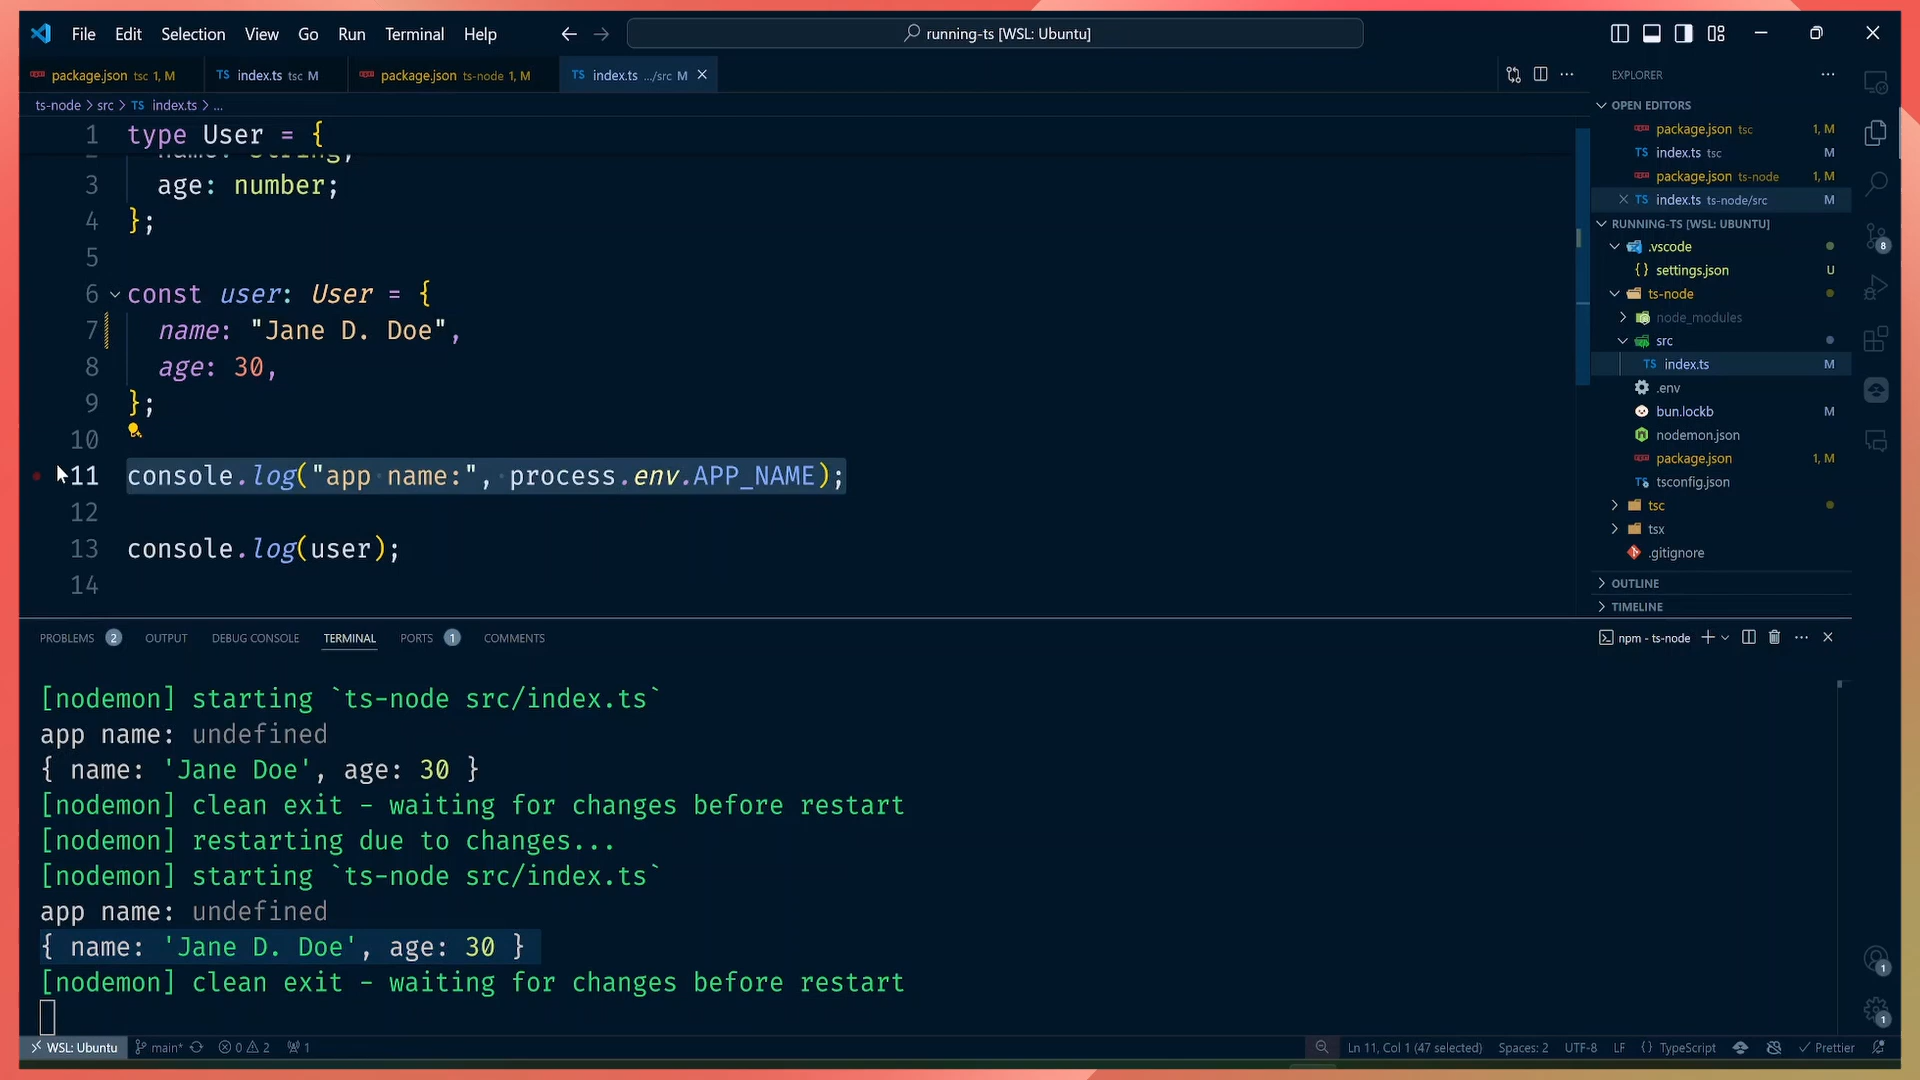 File Edit Selection View Go Run Terminal Help
running-ts [WSL: Ubuntu]
package.json tsc 1, M
TS index.ts tsc M
package.json ts-node 1, M
TS index.ts .../src M
ts-node > src > TS index.ts > ...
1 type User = {
3 age: number;
4 };
5
6 const user: User = {
7 name: "Jane D. Doe",
8 age: 30,
9 };
10
11 console.log("app name:", process.env.APP_NAME);
12
13 console.log(user);
14
EXPLORER
OPEN EDITORS
package.json tsc 1, M
TS index.ts tsc M
package.json ts-node 1, M
TS index.ts ts-node/src M
RUNNING-TS [WSL: UBUNTU]
.vscode
{} settings.json U
ts-node
node_modules
src
TS index.ts M
.env
bun.lockb M
nodemon.json
package.json 1, M
TS tsconfig.json
tsc
tsx
.gitignore
OUTLINE
TIMELINE
8
1
1
PROBLEMS 2 OUTPUT DEBUG CONSOLE TERMINAL PORTS 1 COMMENTS
npm - ts-node
[nodemon] starting `ts-node src/index.ts`
app name: undefined
{ name: 'Jane Doe', age: 30 }
[nodemon] clean exit - waiting for changes before restart
[nodemon] restarting due to changes...
[nodemon] starting `ts-node src/index.ts`
app name: undefined
{ name: 'Jane D. Doe', age: 30 }
[nodemon] clean exit - waiting for changes before restart
WSL: Ubuntu main* 0 2 1
Ln 11, Col 1 (47 selected) Spaces: 2 UTF-8 LF {} TypeScript Prettier